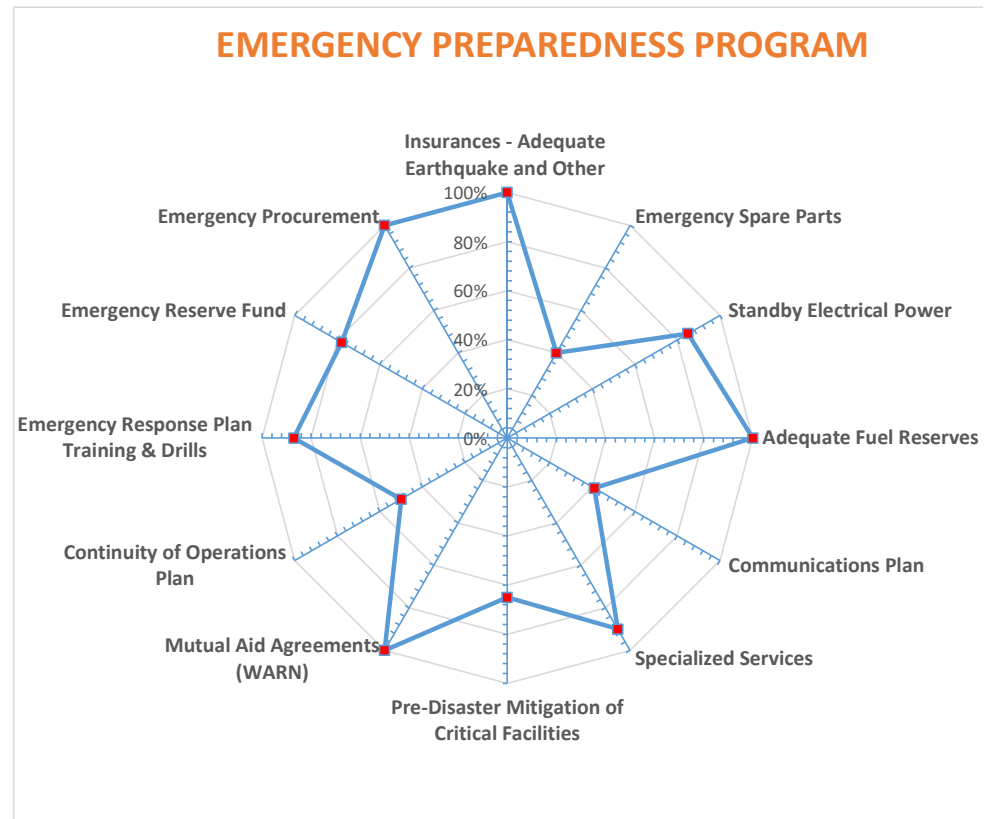 EMERGENCY PREPAREDNESS PROGRAM
Insurances - Adequate
Earthquake and Other
Emergency Spare Parts
Standby Electrical Power
Adequate Fuel Reserves
Communications Plan
Specialized Services
Pre-Disaster Mitigation of
Critical Facilities
Mutual Aid Agreements
(WARN)
Continuity of Operations
Plan
Emergency Response Plan
Training & Drills
Emergency Reserve Fund
Emergency Procurement
100%
80%
60%
40%
20%
0%